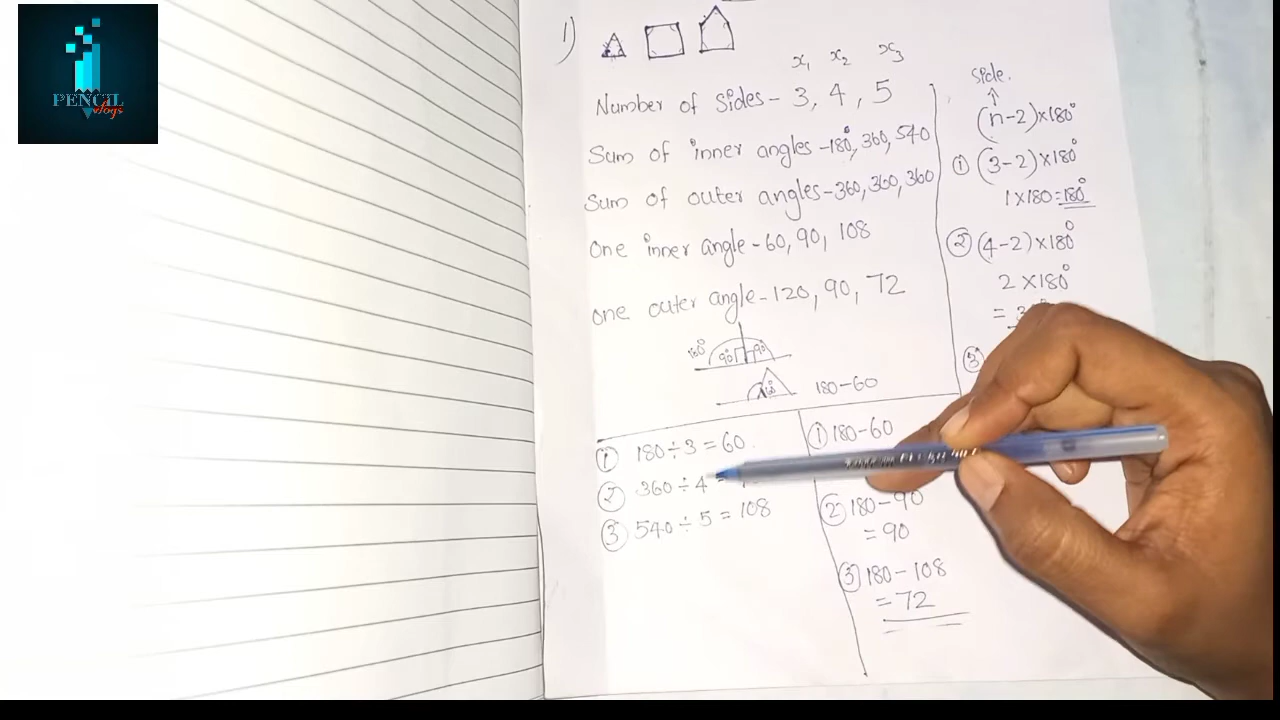 PENCIL
Joys
1)
x₁ x₂ x₃
Number of sides - 3, 4, 5
Sum of inner angles - 180°, 360, 540
Sum of outer angles - 360, 360, 360
One inner angle - 60, 90, 108
One outer angle - 120, 90, 72
180° 90 90
60° 180-60
① 180÷3 = 60
② 360÷4 =
③ 540÷5 = 108
① 180-60
② 180-90
= 90
③ 180-108
= 72
side.
(n-2)×180°
① (3-2)×180°
1×180=180°
② (4-2)×180°
2×180°
= 3
③